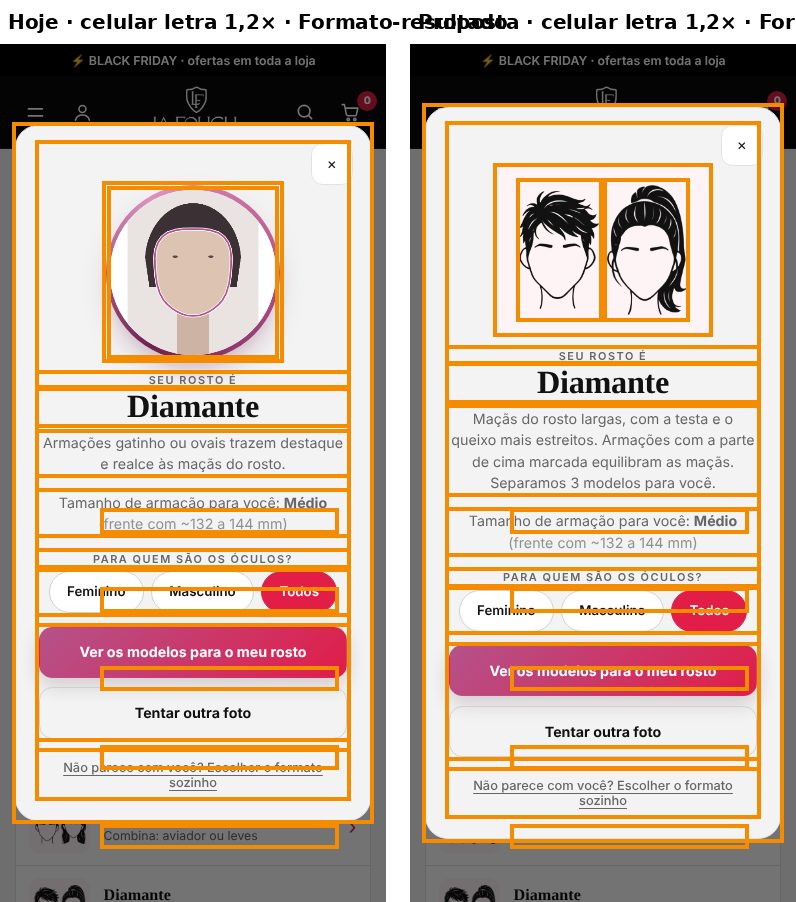 Hoje · celular letra 1,2× · Formato-resultado
Proposta · celular letra 1,2× · For
⚡ BLACK FRIDAY · ofertas em toda a loja
0
×
SEU ROSTO É
Diamante
Armações gatinho ou ovais trazem destaque
e realce às maçãs do rosto.
Tamanho de armação para você: Médio
(frente com ~132 a 144 mm)
PARA QUEM SÃO OS ÓCULOS?
Feminino Masculino Todos
Ver os modelos para o meu rosto
Tentar outra foto
Não parece com você? Escolher o formato
sozinho
Combina: aviador ou leves
Diamante
⚡ BLACK FRIDAY · ofertas em toda a loja
0
×
SEU ROSTO É
Diamante
Maçãs do rosto largas, com a testa e o
queixo mais estreitos. Armações com a parte
de cima marcada equilibram as maçãs.
Separamos 3 modelos para você.
Tamanho de armação para você: Médio
(frente com ~132 a 144 mm)
PARA QUEM SÃO OS ÓCULOS?
Feminino Masculino Todos
Ver os modelos para o meu rosto
Tentar outra foto
Não parece com você? Escolher o formato
sozinho
Diamante